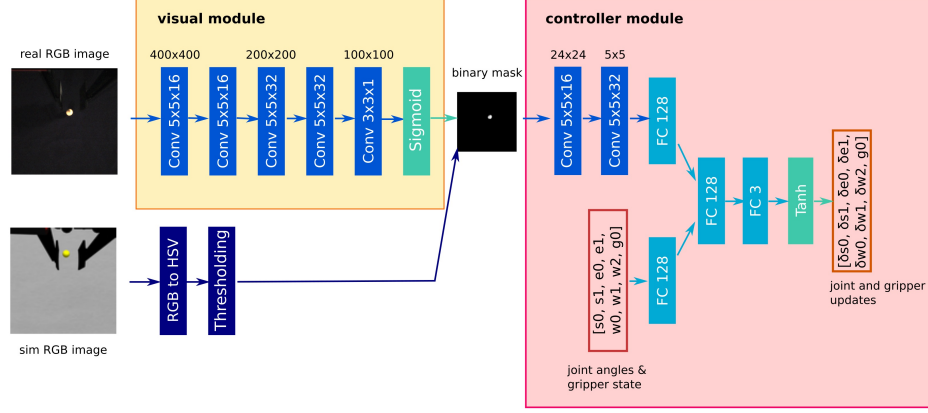 visual module
controller module
real RGB image
400x400
200x200
100x100
24x24
5x5
binary mask
Conv 5x5x16
Conv 5x5x16
Conv 5x5x32
Conv 5x5x32
Conv 3x3x1
Sigmoid
Conv 5x5x16
Conv 5x5x32
FC 128
FC 128
FC 3
Tanh
[δs0, δs1, δe0, δe1,
δw0, δw1, δw2, g0]
joint and gripper
updates
RGB to HSV
Thresholding
[s0, s1, e0, e1,
w0, w1, w2, g0]
FC 128
sim RGB image
joint angles &
gripper state